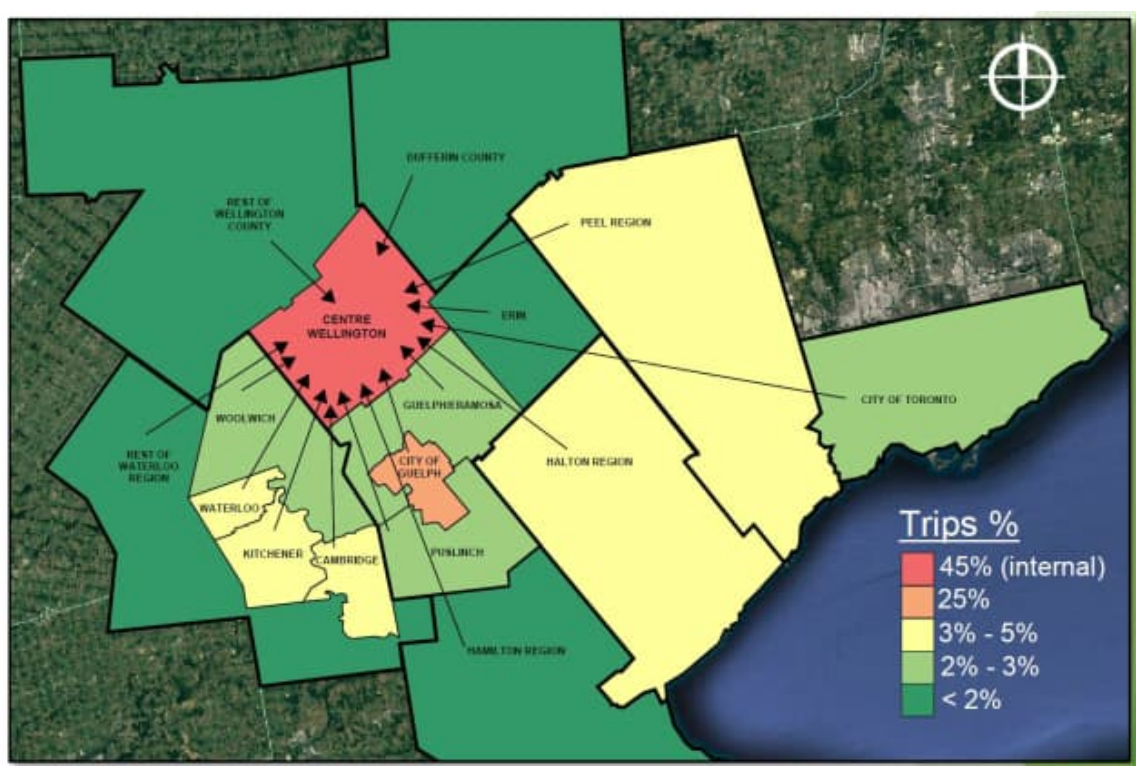 DUFFERIN COUNTY
REST OF
WELLINGTON
COUNTY
PEEL REGION
CENTRE
WELLINGTON
ERIN
WOOLWICH
GUELPH/ERAMOSA
CITY OF TORONTO
REST OF
WATERLOO
REGION
CITY OF
GUELPH
HALTON REGION
WATERLOO
KITCHENER
CAMBRIDGE
PUSLINCH
HAMILTON REGION
Trips %
45% (internal)
25%
3% - 5%
2% - 3%
< 2%